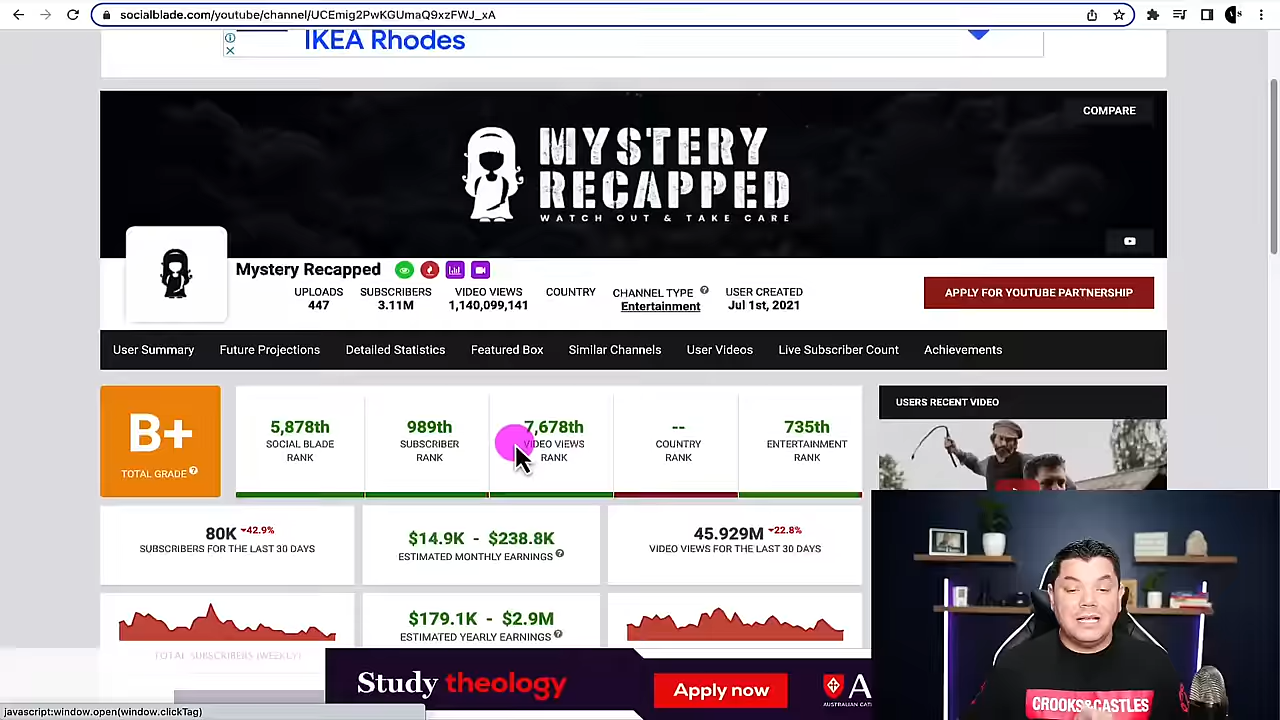 socialblade.com/youtube/channel/UCEmig2PwKGUmaQ9xzFWJ_xA
IKEA Rhodes
COMPARE
MYSTERY
RECAPPED
WATCH OUT & TAKE CARE
Mystery Recapped
UPLOADS SUBSCRIBERS VIDEO VIEWS COUNTRY CHANNEL TYPE USER CREATED
447 3.11M 1,140,099,141 Entertainment Jul 1st, 2021
APPLY FOR YOUTUBE PARTNERSHIP
User Summary Future Projections Detailed Statistics Featured Box Similar Channels User Videos Live Subscriber Count Achievements
B+
TOTAL GRADE
5,878th
SOCIAL BLADE
RANK
989th
SUBSCRIBER
RANK
7,678th
VIDEO VIEWS
RANK
--
COUNTRY
RANK
735th
ENTERTAINMENT
RANK
USERS RECENT VIDEO
80K -42.9%
SUBSCRIBERS FOR THE LAST 30 DAYS
$14.9K - $238.8K
ESTIMATED MONTHLY EARNINGS
45.929M -22.8%
VIDEO VIEWS FOR THE LAST 30 DAYS
$179.1K - $2.9M
ESTIMATED YEARLY EARNINGS
TOTAL SUBSCRIBERS (WEEKLY)
Study theology
Apply now
A
AUSTRALIAN CAT
CROOKS&CASTLES
javascript:window.open(window.clickTag)